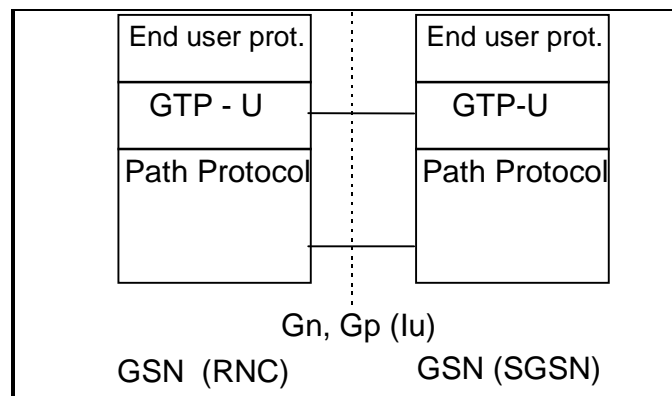 End user prot.
End user prot.
GTP - U
GTP-U
Path Protocol
Path Protocol
Gn, Gp (Iu)
GSN (RNC)
GSN (SGSN)